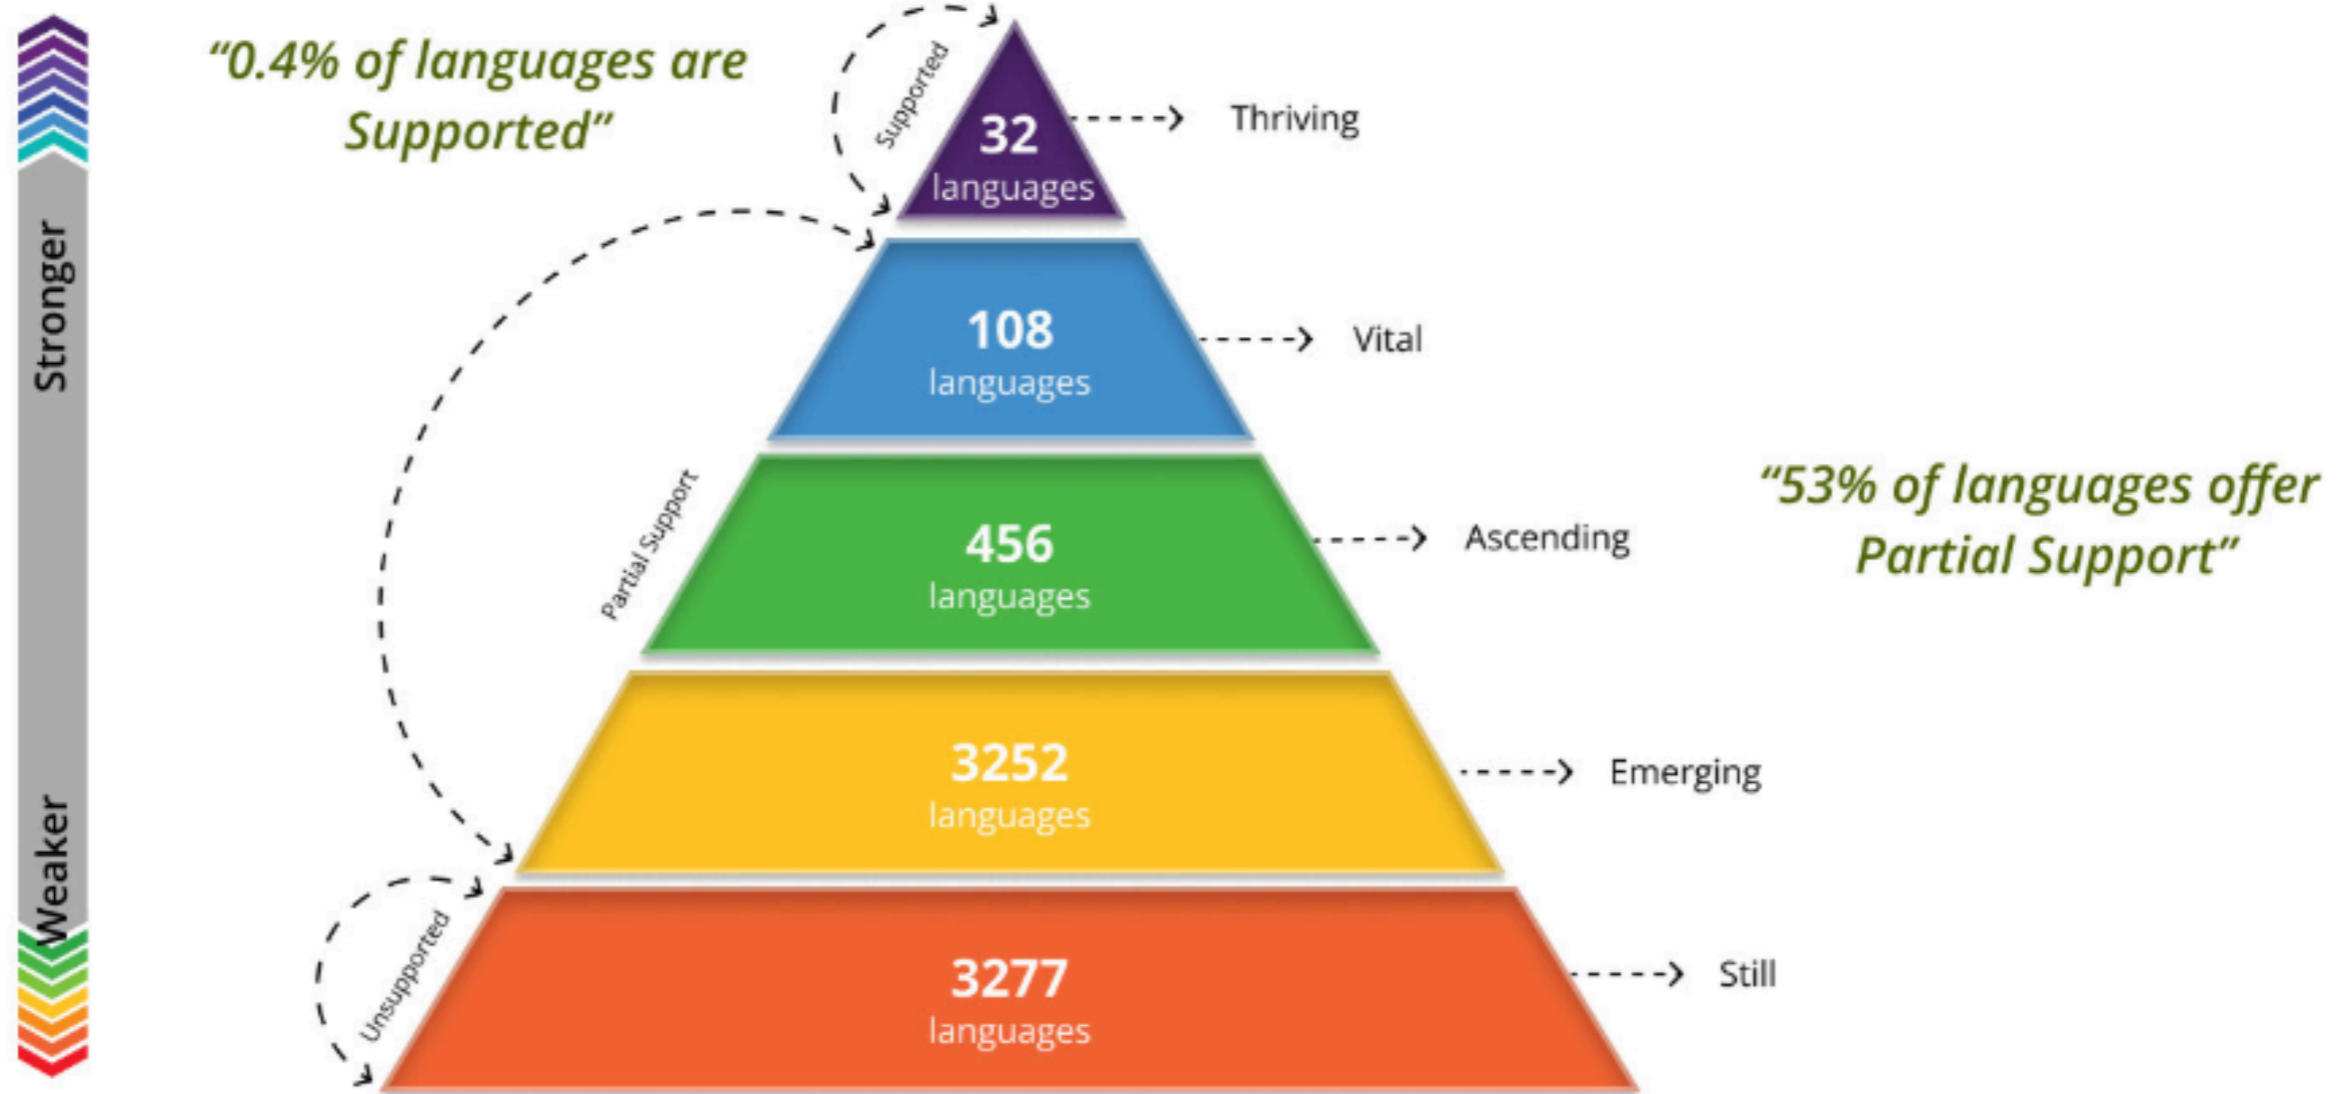 “0.4% of languages are
Supported”
Supported
32
languages
Thriving
Stronger
108
languages
Vital
Partial Support
456
languages
Ascending
“53% of languages offer
Partial Support”
3252
languages
Emerging
Weaker
Unsupported
3277
languages
Still